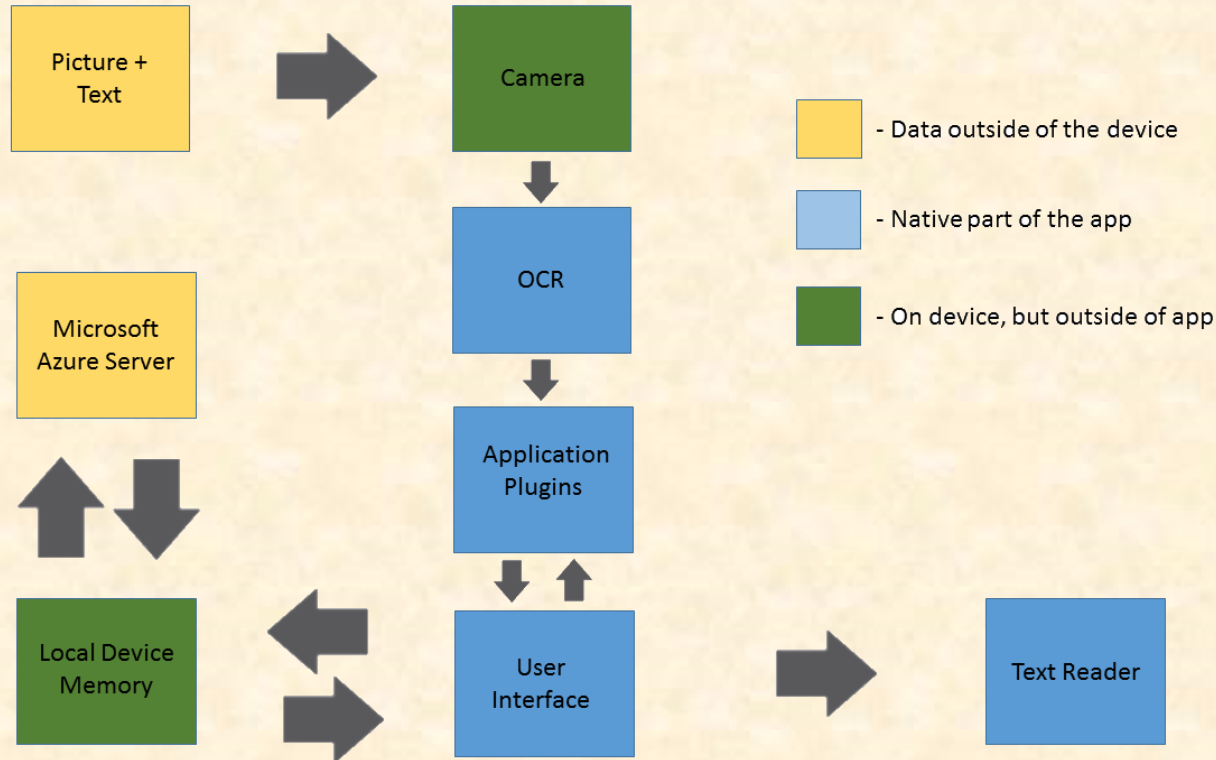 Picture +
Text
Camera
- Data outside of the device
- Native part of the app
OCR
- On device, but outside of app
Microsoft
Azure Server
Application
Plugins
Local Device
Memory
User
Interface
Text Reader